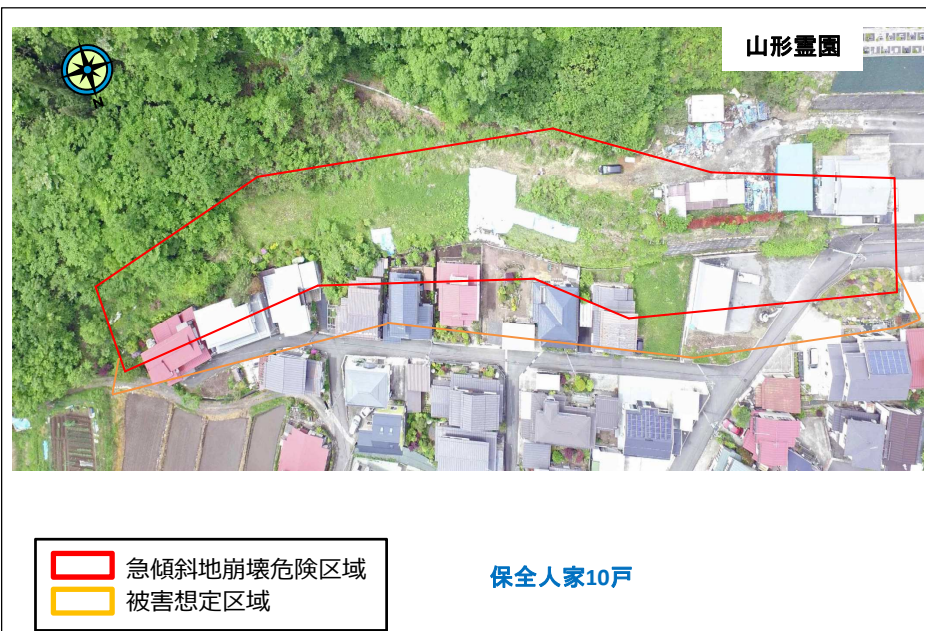 山形霊園
N
急傾斜地崩壊危険区域
被害想定区域
保全人家10戸